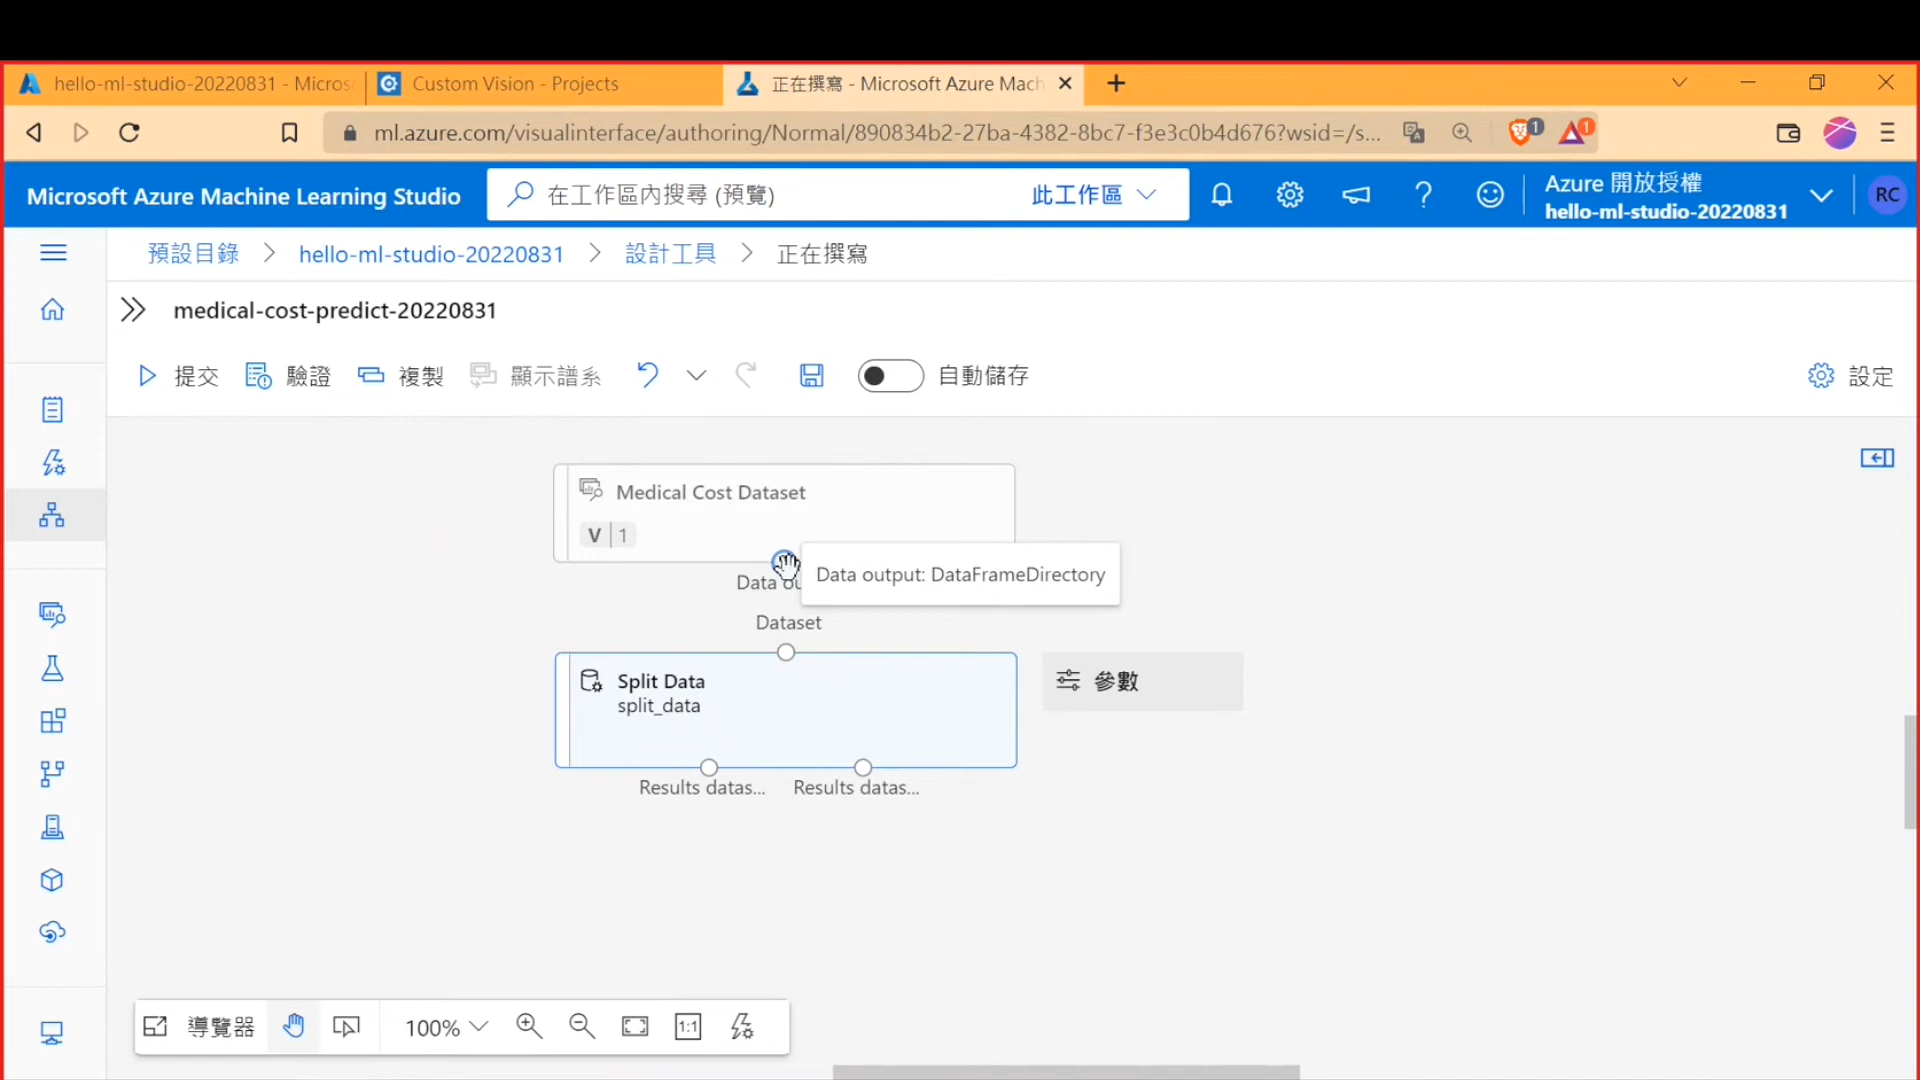 hello-ml-studio-20220831 - Micros
Custom Vision - Projects
正在撰寫 - Microsoft Azure Mach
ml.azure.com/visualinterface/authoring/Normal/890834b2-27ba-4382-8bc7-f3e3c0b4d676?wsid=/s...
1
1
Microsoft Azure Machine Learning Studio
在工作區內搜尋 (預覽)
此工作區
Azure 開放授權
hello-ml-studio-20220831
RC
預設目錄 > hello-ml-studio-20220831 > 設計工具 > 正在撰寫
medical-cost-predict-20220831
提交
驗證
複製
顯示譜系
自動儲存
設定
Medical Cost Dataset
V | 1
Data ou
Data output: DataFrameDirectory
Dataset
Split Data
split_data
參數
Results datas...
Results datas...
導覽器
100%
1:1